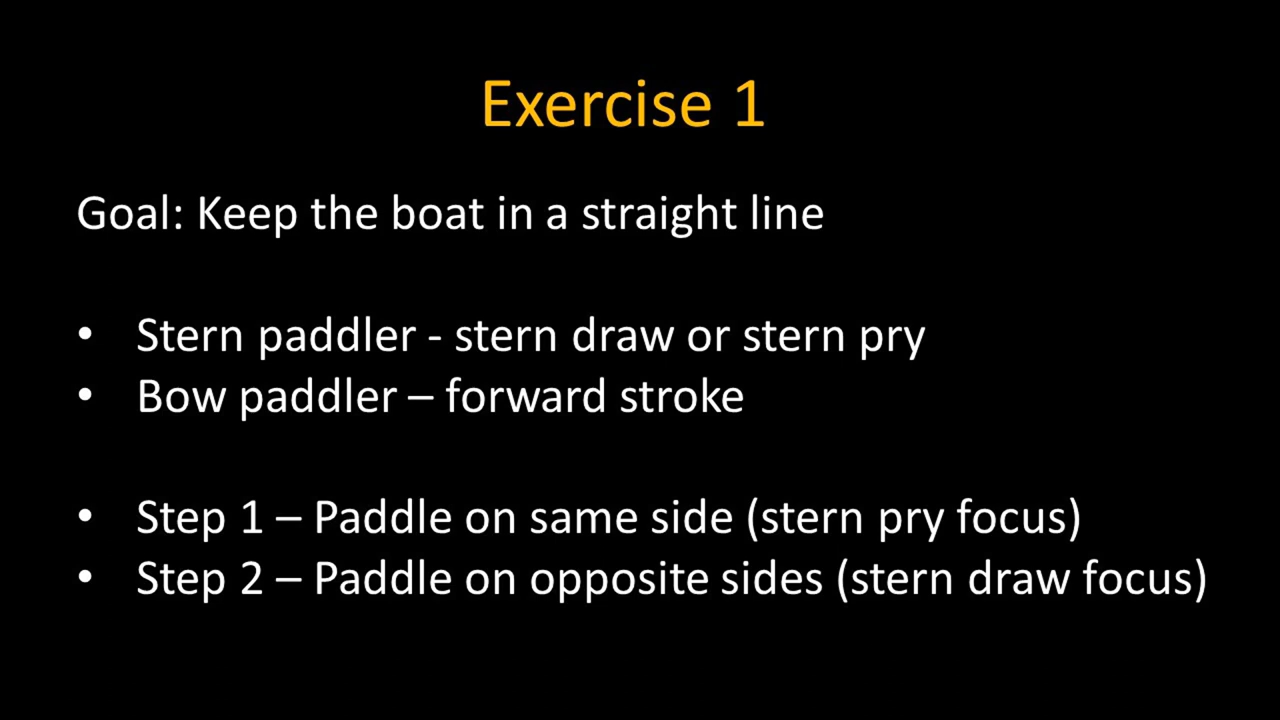 Exercise 1
Goal: Keep the boat in a straight line
• Stern paddler - stern draw or stern pry
• Bow paddler – forward stroke
• Step 1 – Paddle on same side (stern pry focus)
• Step 2 – Paddle on opposite sides (stern draw focus)